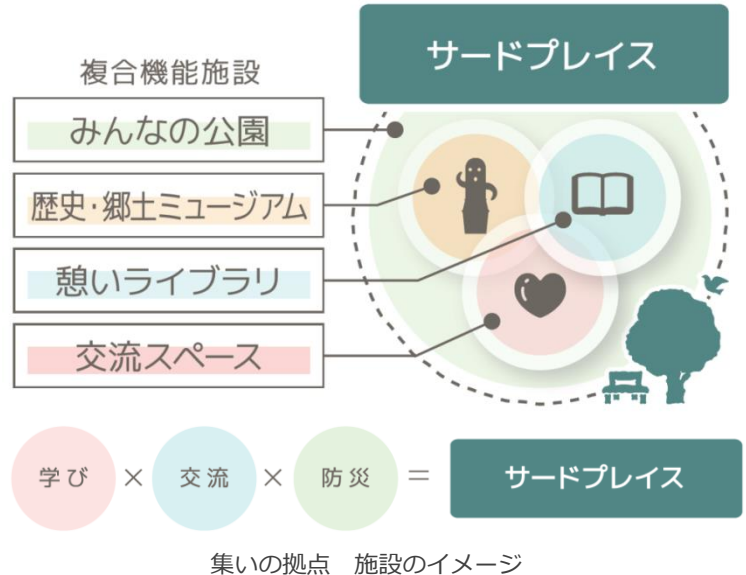 サードプレイス
複合機能施設
みんなの公園
歴史・郷土ミュージアム
憩いライブラリ
交流スペース
学び × 交流 × 防災 = サードプレイス
集いの拠点　施設のイメージ